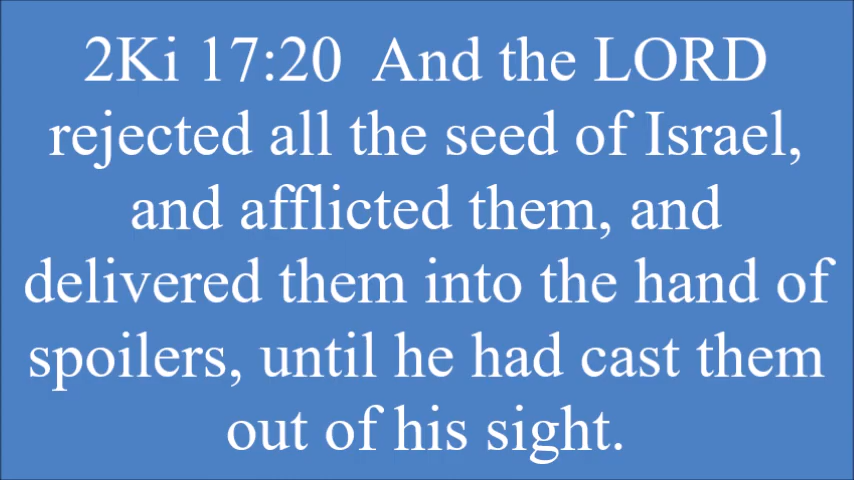 2Ki 17:20  And the LORD
rejected all the seed of Israel,
and afflicted them, and
delivered them into the hand of
spoilers, until he had cast them
out of his sight.